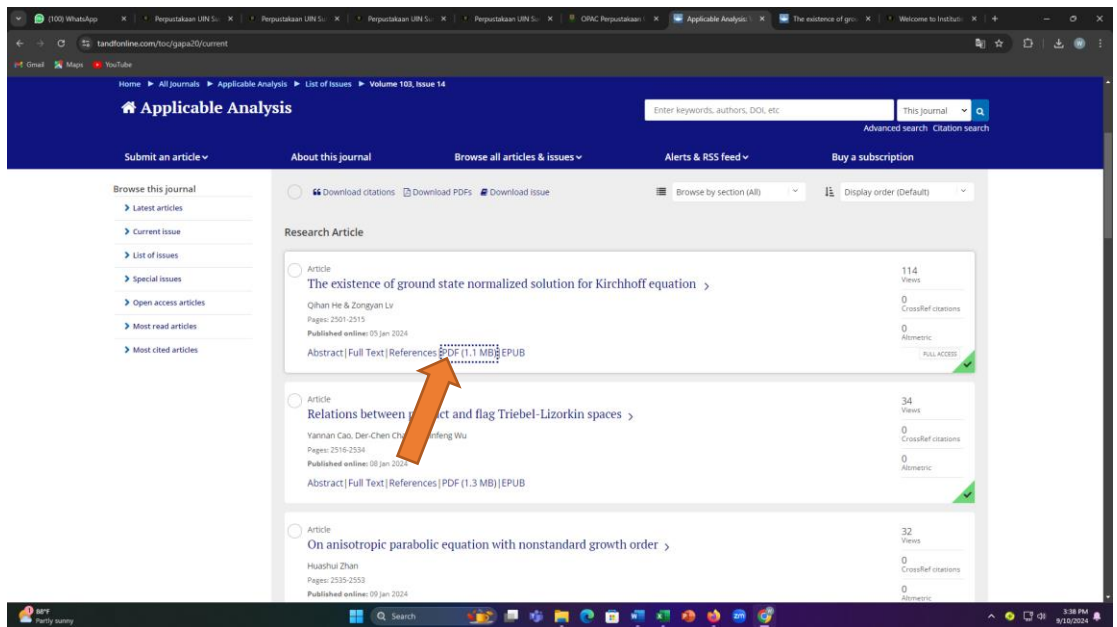 (100) WhatsApp
Perpustakaan UIN Su
Perpustakaan UIN Su
Perpustakaan UIN Su
Perpustakaan UIN Su
OPAC Perpustakaan
Applicable Analysis:
The existence of grou
Welcome to Institutio
tandfonline.com/toc/gapa20/current
Gmail Maps YouTube
Home All Journals Applicable Analysis List of Issues Volume 103, Issue 14
Applicable Analysis
Enter keywords, authors, DOI, etc
This Journal
Advanced search Citation search
Submit an article About this journal Browse all articles & issues Alerts & RSS feed Buy a subscription
Browse this journal
Latest articles
Current issue
List of issues
Special issues
Open access articles
Most read articles
Most cited articles
Download citations Download PDFs Download issue
Browse by section (All)
Display order (Default)
Research Article
Article
The existence of ground state normalized solution for Kirchhoff equation
Qihan He & Zongyan Lv
Pages: 2501-2515
Published online: 05 Jan 2024
Abstract|Full Text|References|PDF (1.1 MB)|EPUB
114
Views
0
CrossRef citations
0
Altmetric
FULL ACCESS
Article
Relations between and flag Triebel-Lizorkin spaces
Yannan Cao, Der-Chen Wu
Pages: 2516-2534
Published online: 08 Jan 2024
Abstract|Full Text|References|PDF (1.3 MB)|EPUB
34
Views
0
CrossRef citations
0
Altmetric
Article
On anisotropic parabolic equation with nonstandard growth order
Huashui Zhan
Pages: 2535-2553
Published online: 09 Jan 2024
32
Views
0
CrossRef citations
0
Altmetric
88°F
Partly sunny
Search
3:38 PM
9/10/2024